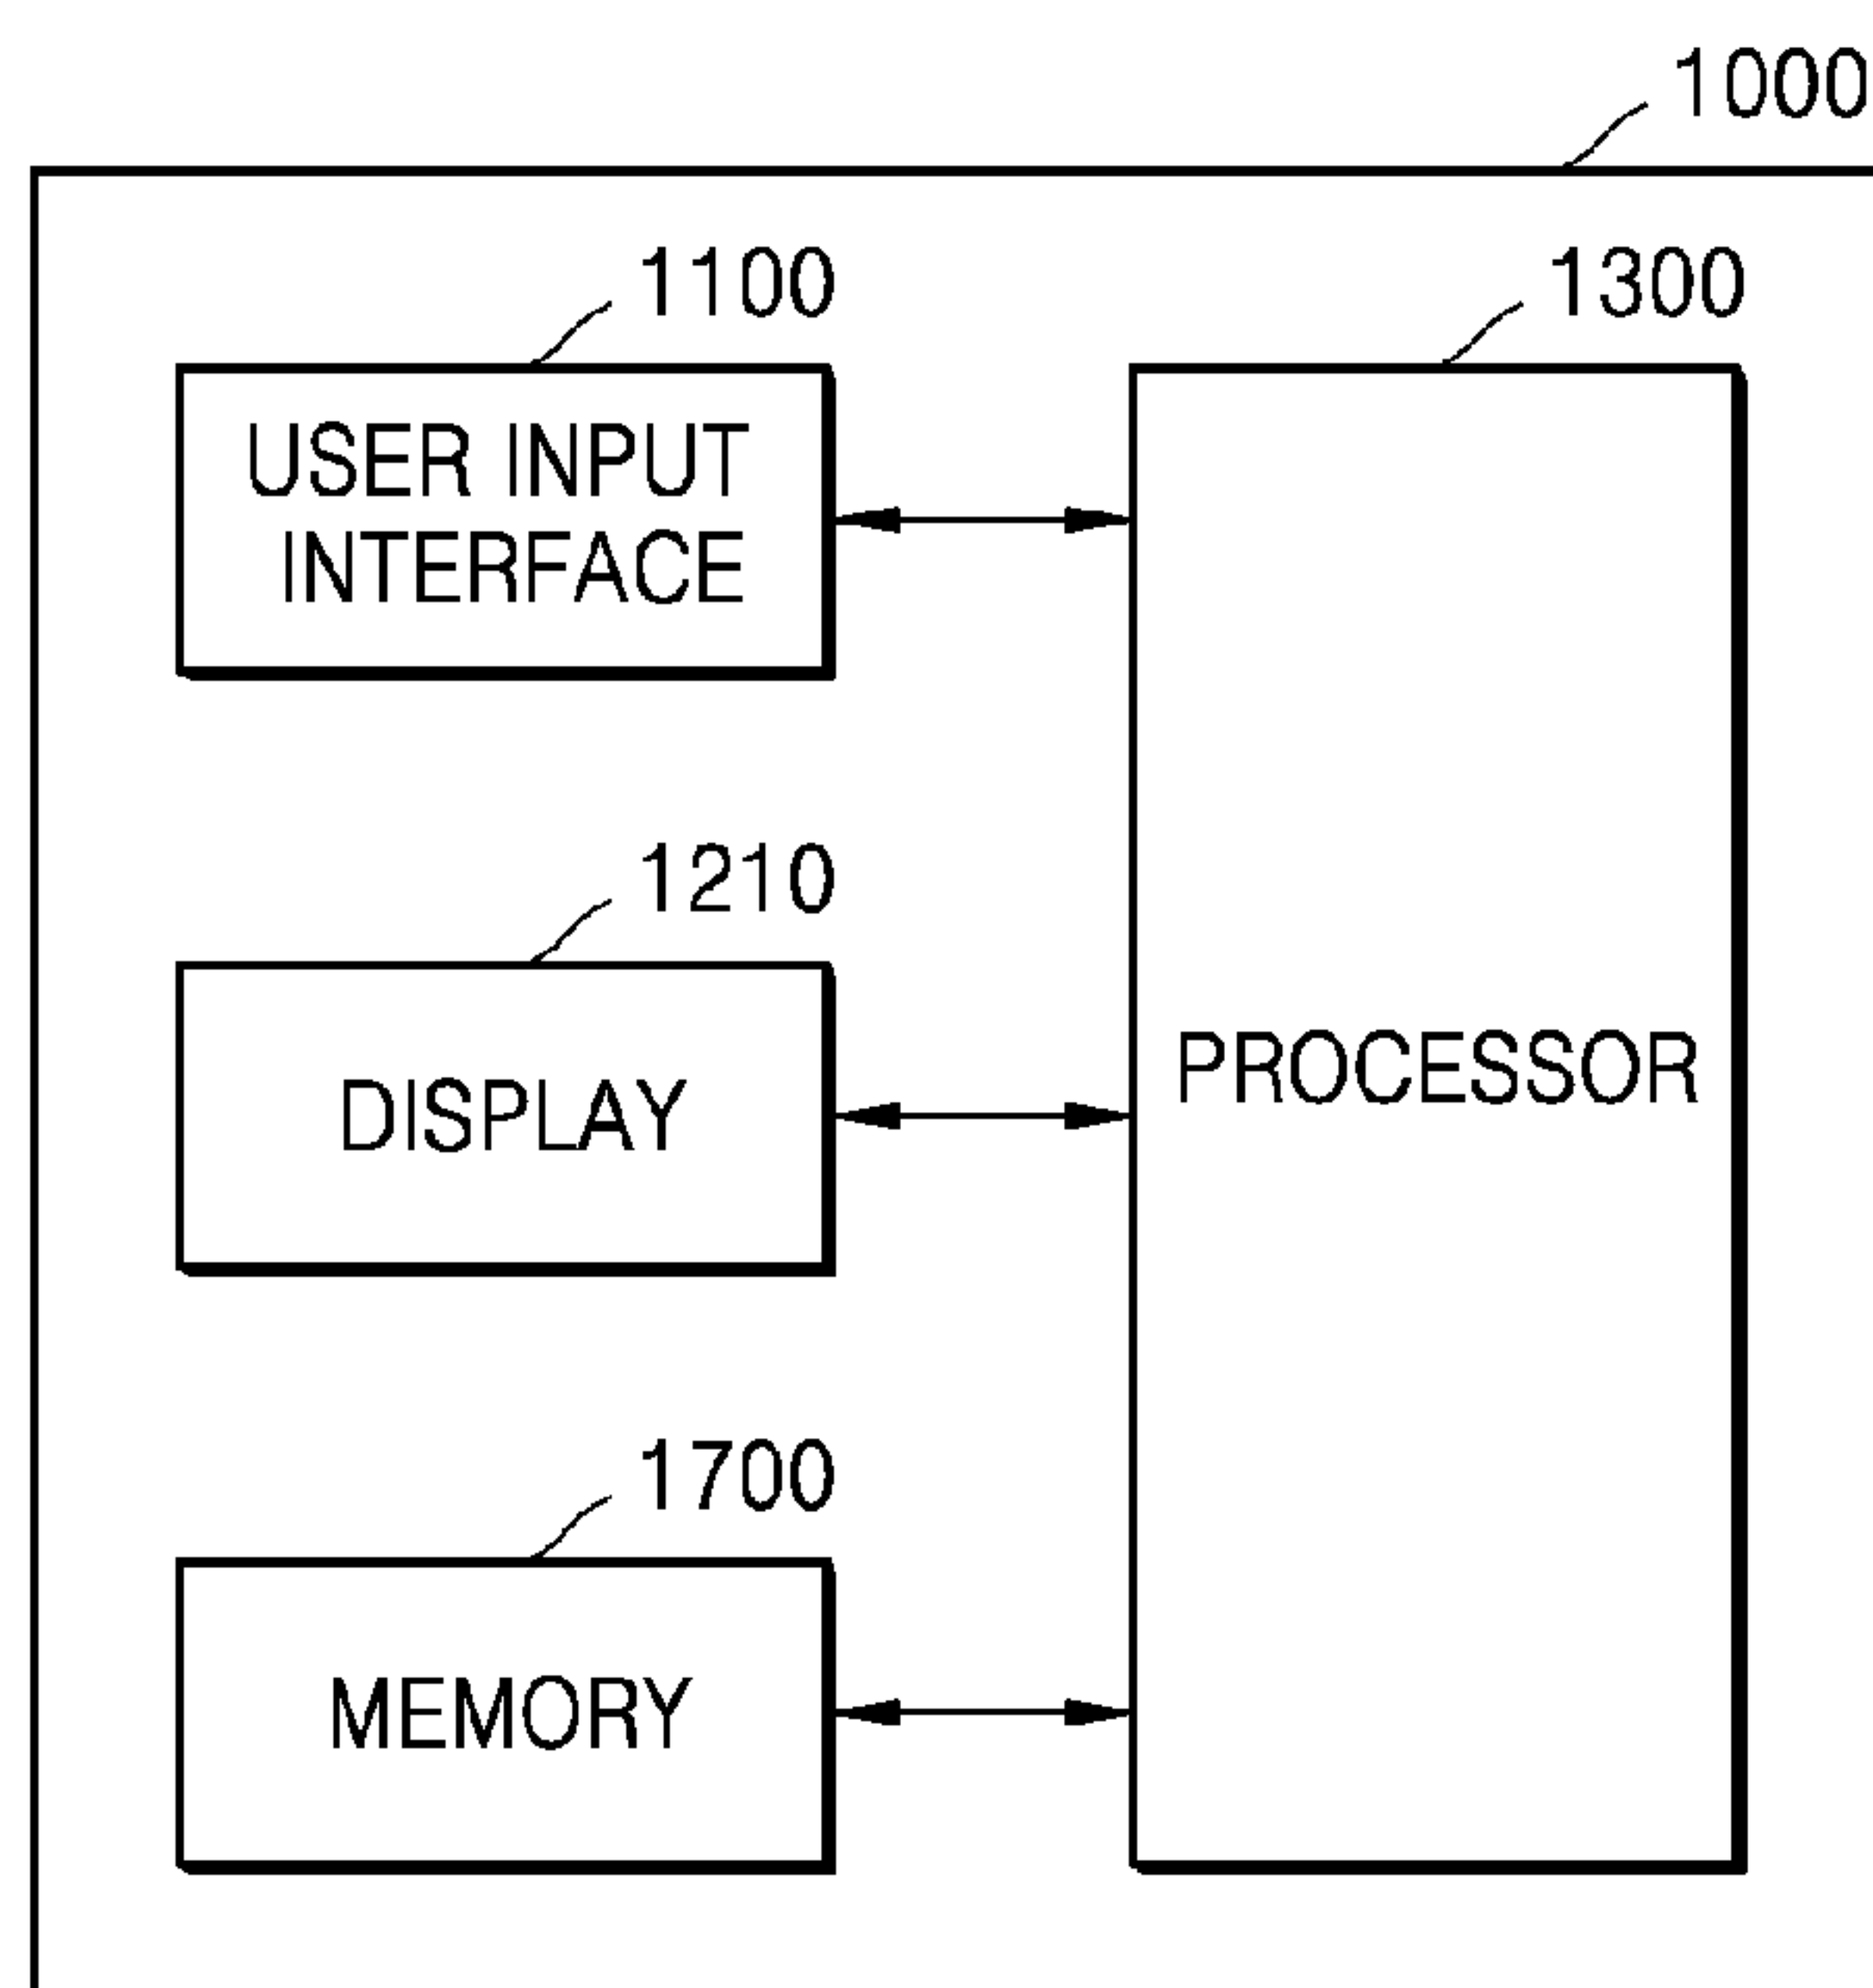 1000
1100
1300
USER INPUT
INTERFACE
1210
DISPLAY
PROCESSOR
1700
MEMORY